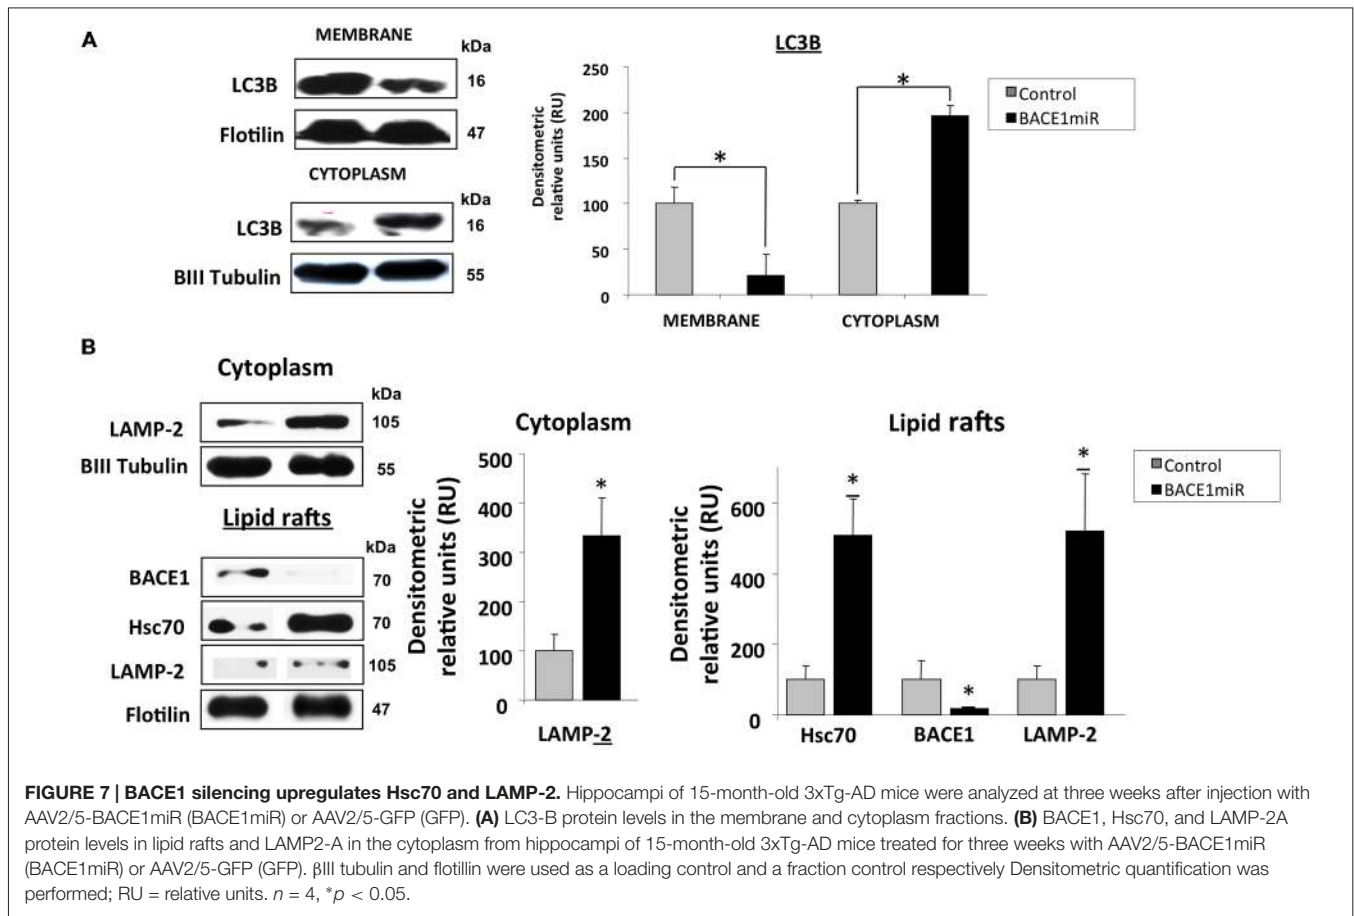 A
MEMBRANE
kDa
LC3B
16
Flotilin
47
CYTOPLASM
kDa
LC3B
16
BIII Tubulin
55
LC3B
Densitometric
relative units (RU)
250
200
150
100
50
0
*
*
MEMBRANE
CYTOPLASM
Control
BACE1miR
B
Cytoplasm
kDa
LAMP-2
105
BIII Tubulin
55
Lipid rafts
kDa
BACE1
70
Hsc70
70
LAMP-2
105
Flotilin
47
Cytoplasm
Densitometric
relative units (RU)
500
400
300
200
100
0
*
LAMP-2
Lipid rafts
Densitometric
relative units (RU)
600
400
200
0
*
*
*
Hsc70
BACE1
LAMP-2
Control
BACE1miR
FIGURE 7 | BACE1 silencing upregulates Hsc70 and LAMP-2. Hippocampi of 15-month-old 3xTg-AD mice were analyzed at three weeks after injection with
AAV2/5-BACE1miR (BACE1miR) or AAV2/5-GFP (GFP). (A) LC3-B protein levels in the membrane and cytoplasm fractions. (B) BACE1, Hsc70, and LAMP-2A
protein levels in lipid rafts and LAMP2-A in the cytoplasm from hippocampi of 15-month-old 3xTg-AD mice treated for three weeks with AAV2/5-BACE1miR
(BACE1miR) or AAV2/5-GFP (GFP). βIII tubulin and flotillin were used as a loading control and a fraction control respectively Densitometric quantification was
performed; RU = relative units. n = 4, *p < 0.05.